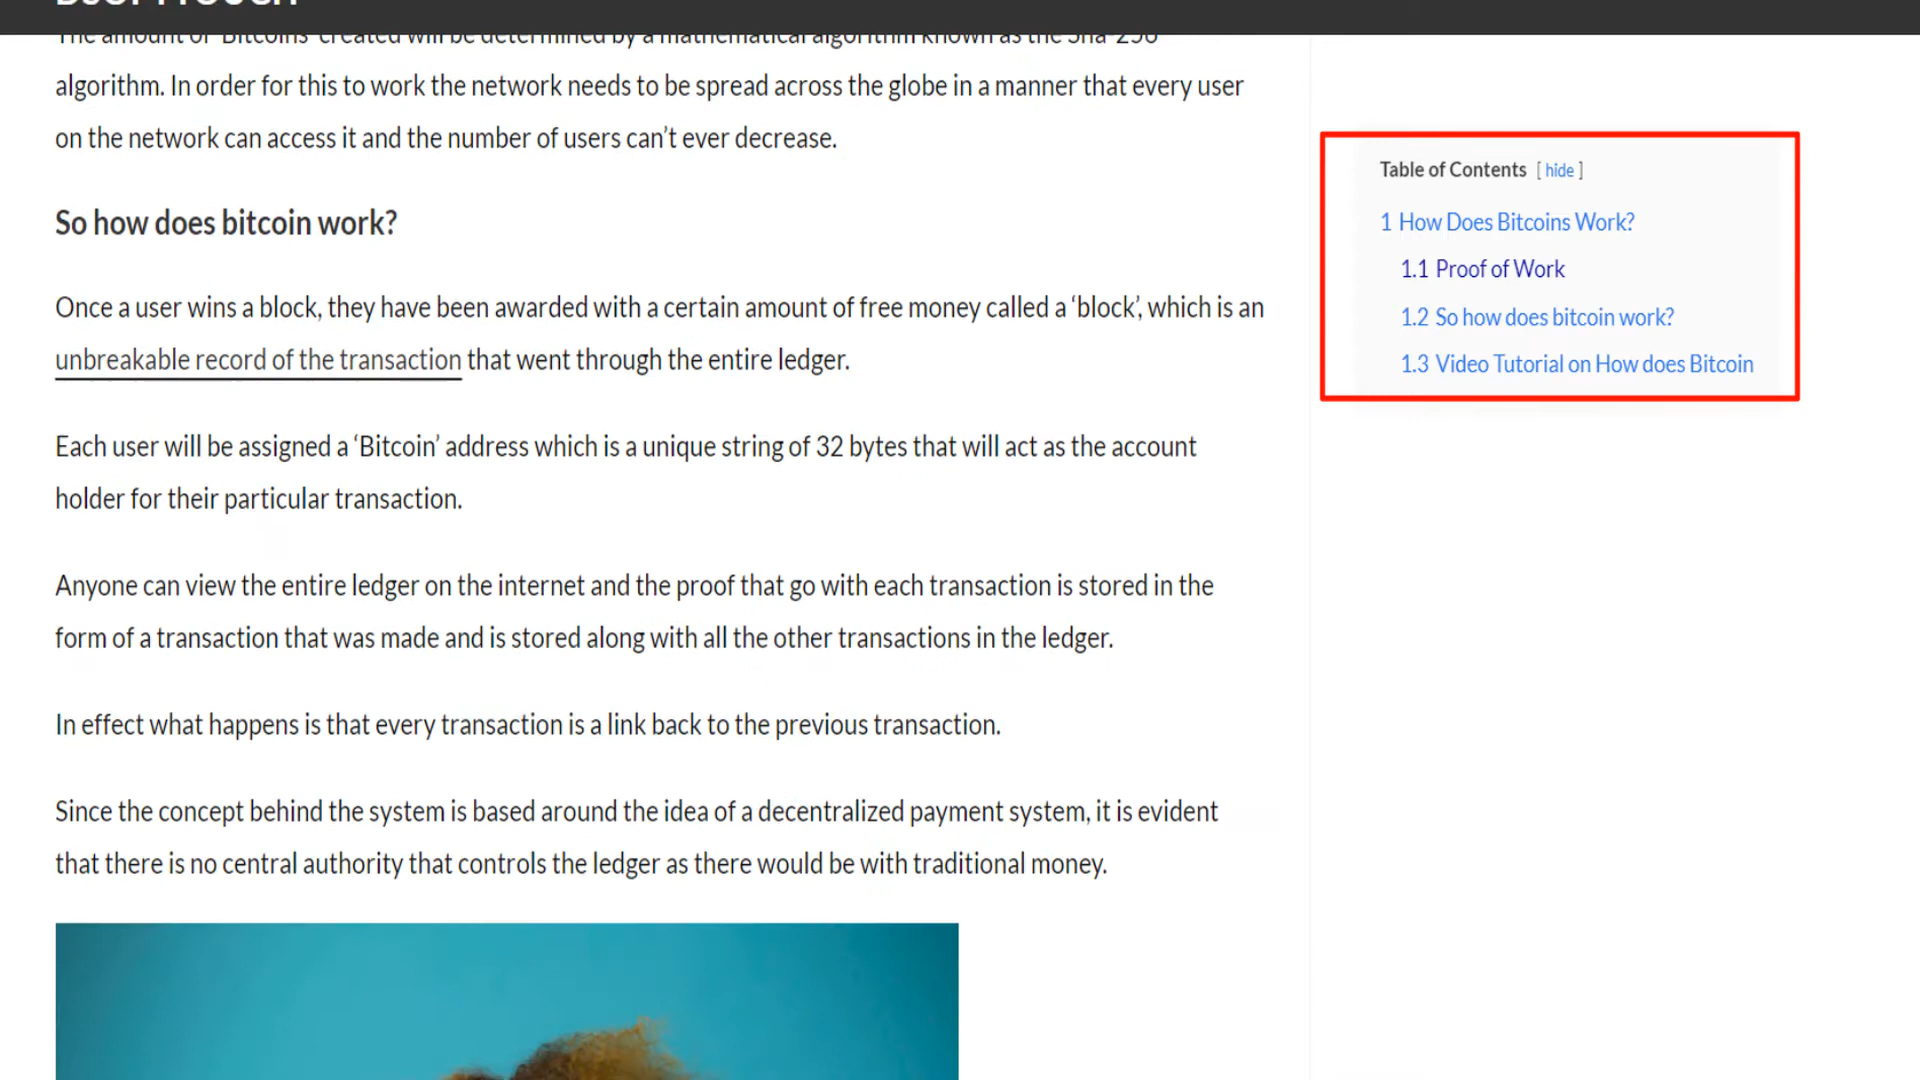 The amount of ‘Bitcoins’ created will be determined by a mathematical algorithm known as the Sha-256
algorithm. In order for this to work the network needs to be spread across the globe in a manner that every user
on the network can access it and the number of users can’t ever decrease.
So how does bitcoin work?
Once a user wins a block, they have been awarded with a certain amount of free money called a ‘block’, which is an
unbreakable record of the transaction that went through the entire ledger.
Each user will be assigned a ‘Bitcoin’ address which is a unique string of 32 bytes that will act as the account
holder for their particular transaction.
Anyone can view the entire ledger on the internet and the proof that go with each transaction is stored in the
form of a transaction that was made and is stored along with all the other transactions in the ledger.
In effect what happens is that every transaction is a link back to the previous transaction.
Since the concept behind the system is based around the idea of a decentralized payment system, it is evident
that there is no central authority that controls the ledger as there would be with traditional money.
Table of Contents [ hide ]
1 How Does Bitcoins Work?
1.1 Proof of Work
1.2 So how does bitcoin work?
1.3 Video Tutorial on How does Bitcoin